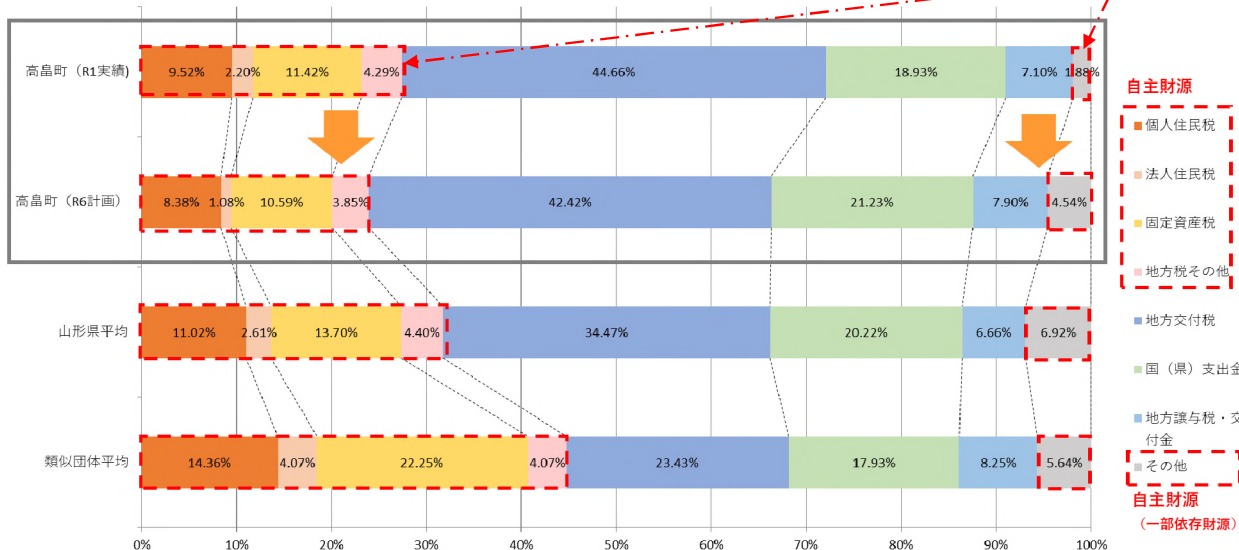 高畠町（R1実績)
9.52%
2.20%
11.42%
4.29%
44.66%
18.93%
7.10%
1.88%
高畠町（R6計画）
8.38%
1.08%
10.59%
3.85%
42.42%
21.23%
7.90%
4.54%
山形県平均
11.02%
2.61%
13.70%
4.40%
34.47%
20.22%
6.66%
6.92%
類似団体平均
14.36%
4.07%
22.25%
4.07%
23.43%
17.93%
8.25%
5.64%
0%
10%
20%
30%
40%
50%
60%
70%
80%
90%
100%
自主財源
個人住民税
法人住民税
固定資産税
地方税その他
地方交付税
国（県）支出金
地方譲与税・交
付金
その他
自主財源
（一部依存財源）